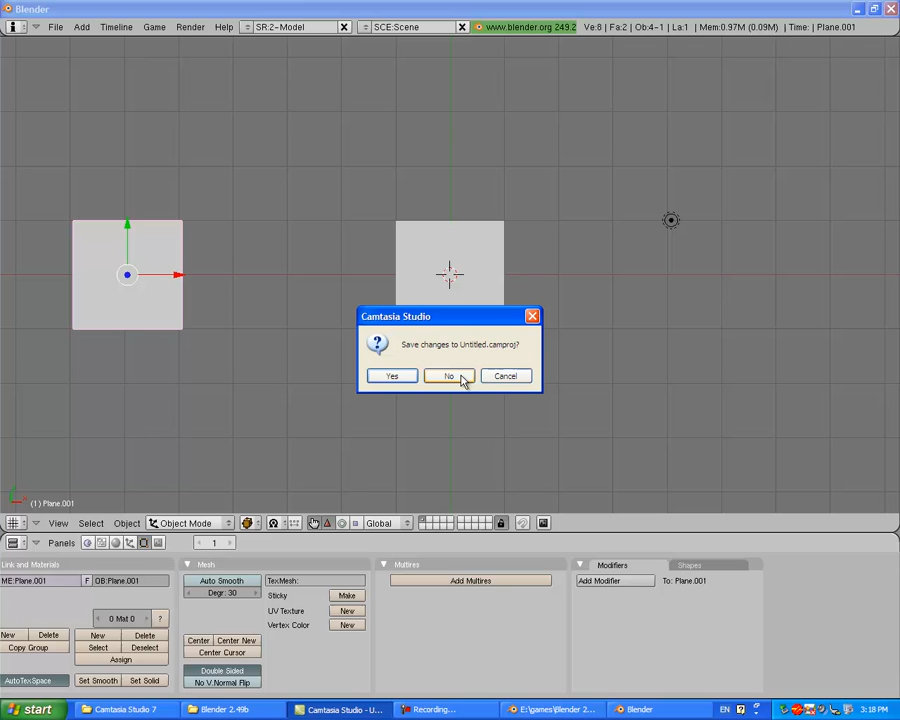 Blender
File Add Timeline Game Render Help SR:2-Model SCE:Scene www.blender.org 249.2 Ve:8 | Fa:2 | Ob:4-1 | La:1 | Mem:0.97M (0.09M) | Time: | Plane.001
Camtasia Studio
Save changes to Untitled.camproj?
Yes No Cancel
(1) Plane.001
View Select Object Object Mode Global
Panels 1
Link and Materials Mesh Multires Modifiers Shapes
ME:Plane.001 F OB:Plane.001 Auto Smooth TexMesh: Add Multires Add Modifier To: Plane.001
Degr: 30 Sticky Make
UV Texture New
0 Mat 0 ? Vertex Color New
New Delete New Delete Center Center New
Copy Group Select Deselect Center Cursor
Assign
Double Sided
AutoTexSpace Set Smooth Set Solid No V.Normal Flip
start Camtasia Studio 7 Blender 2.49b Camtasia Studio - U... Recording... E:\games\Blender 2... Blender EN ? 3:18 PM